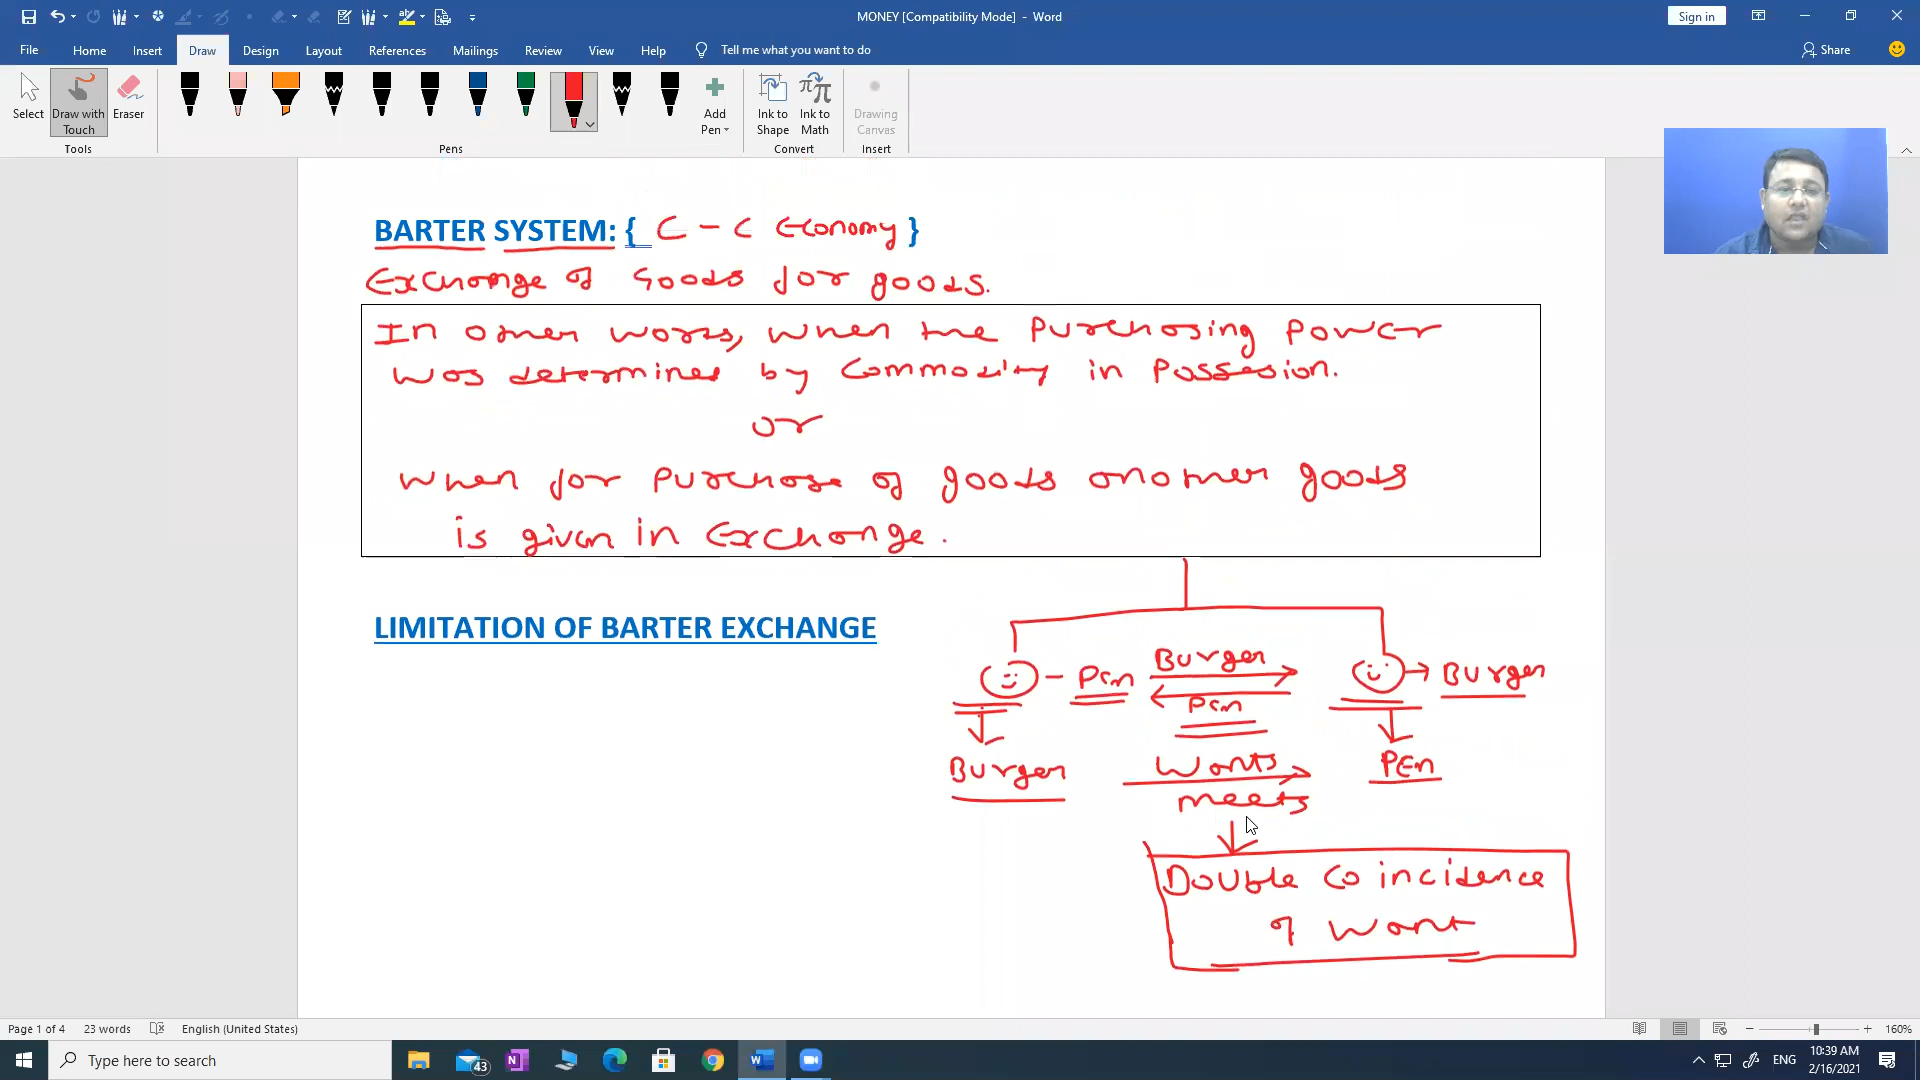 MONEY [Compatibility Mode] - Word
Sign in
File Home Insert Draw Design Layout References Mailings Review View Help Tell me what you want to do
Share
Select
Draw with Touch
Eraser
Add Pen
Ink to Shape
Ink to Math
Drawing Canvas
Tools
Pens
Convert
Insert
BARTER SYSTEM: { C - C Economy }
Exchange of Goods for goods.
In other words, when the Purchasing Power
was determined by Commodity in Possesion.
or
when for Purchase of goods another goods
is given in Exchange.
LIMITATION OF BARTER EXCHANGE
Burger
- Pen
Burger
Pen
Burger
Wants
PEn
meets
Double Coincidence
of Want
Page 1 of 4 23 words English (United States)
160%
Type here to search
43
ENG
10:39 AM
2/16/2021